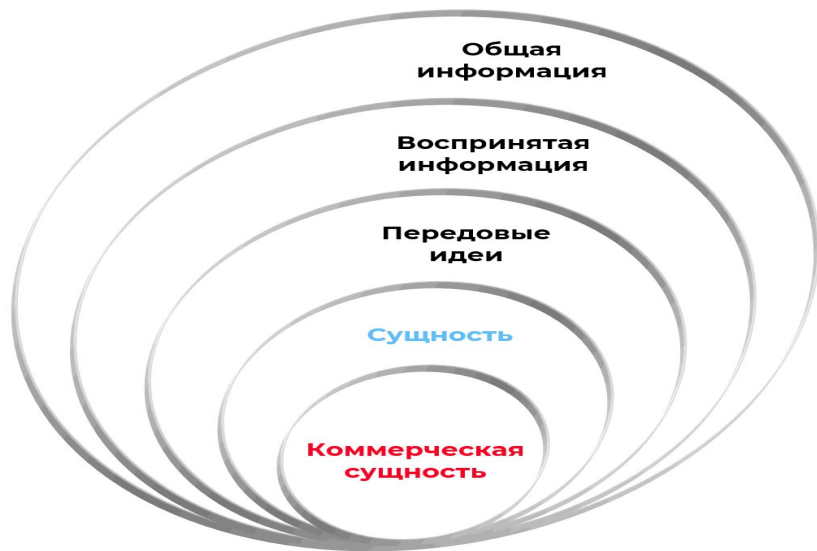 Общая
информация
Воспринятая
информация
Передовые
идеи
Сущность
Коммерческая
сущность